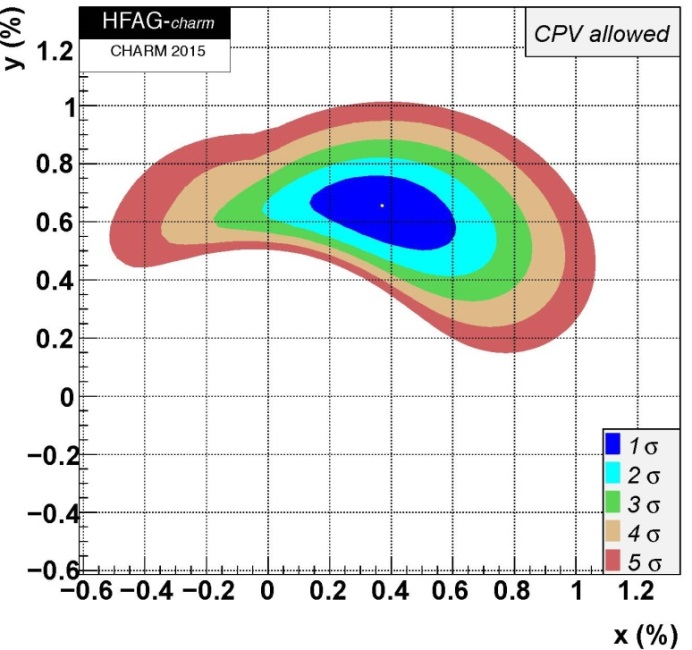 y (%)
HFAG-charm
CHARM 2015
CPV allowed
1.2
1
0.8
0.6
0.4
0.2
0
−0.2
−0.4
−0.6
1 σ
2 σ
3 σ
4 σ
5 σ
−0.6 −0.4 −0.2 0 0.2 0.4 0.6 0.8 1 1.2
x (%)